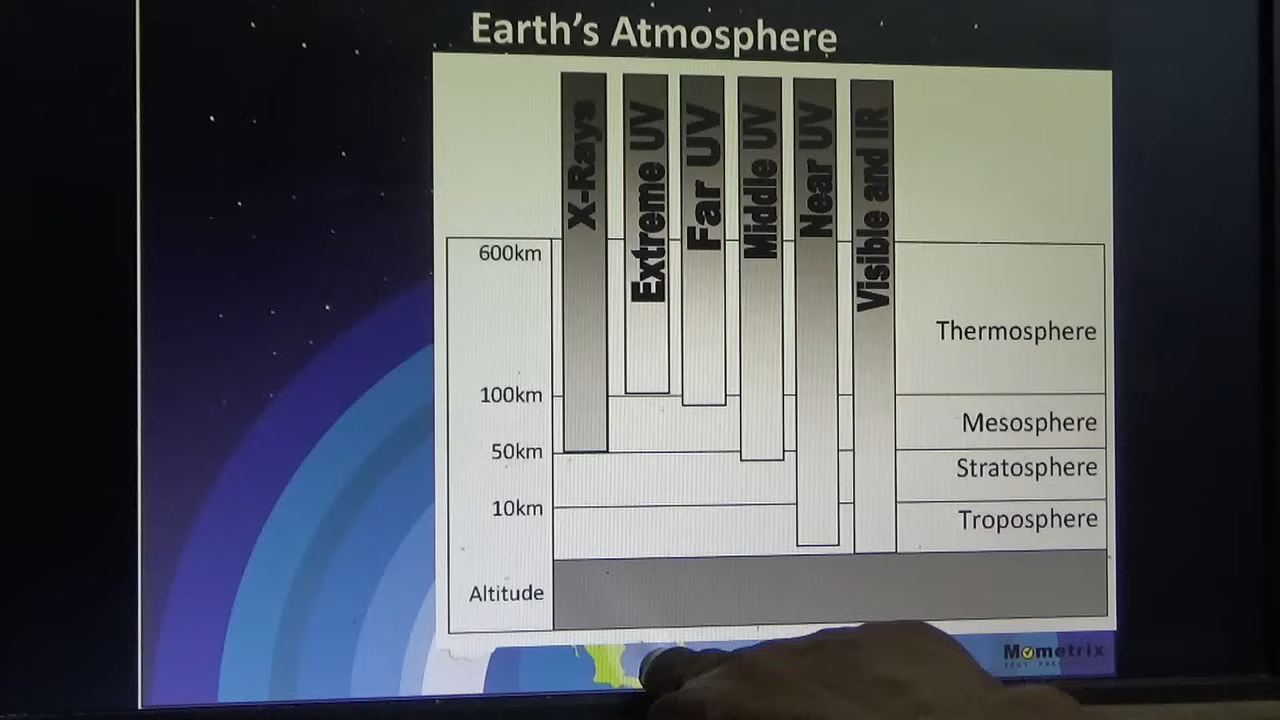 Earth's Atmosphere
X-Rays
Extreme UV
Far UV
Middle UV
Near UV
Visible and IR
600km
Thermosphere
100km
Mesosphere
50km
Stratosphere
10km
Troposphere
Altitude
Mometrix